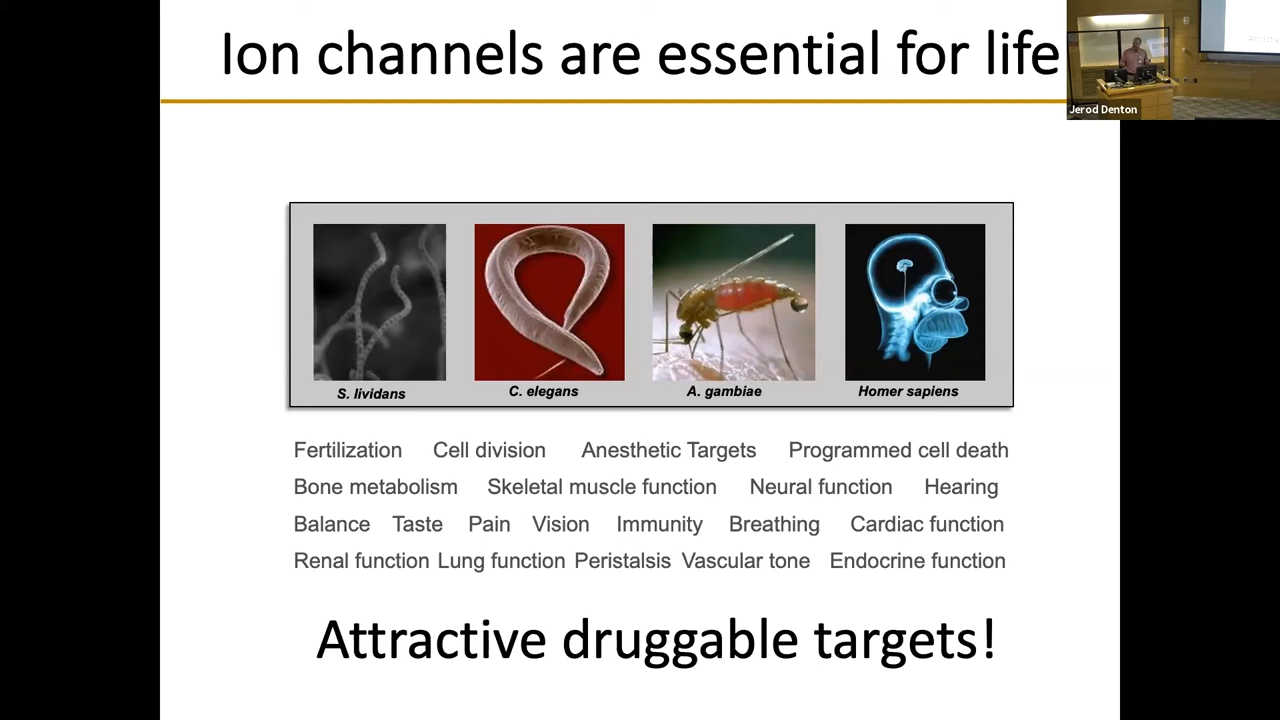 Ion channels are essential for life
Jerod Denton
S. lividans C. elegans A. gambiae Homer sapiens
Fertilization Cell division Anesthetic Targets Programmed cell death
Bone metabolism Skeletal muscle function Neural function Hearing
Balance Taste Pain Vision Immunity Breathing Cardiac function
Renal function Lung function Peristalsis Vascular tone Endocrine function
Attractive druggable targets!